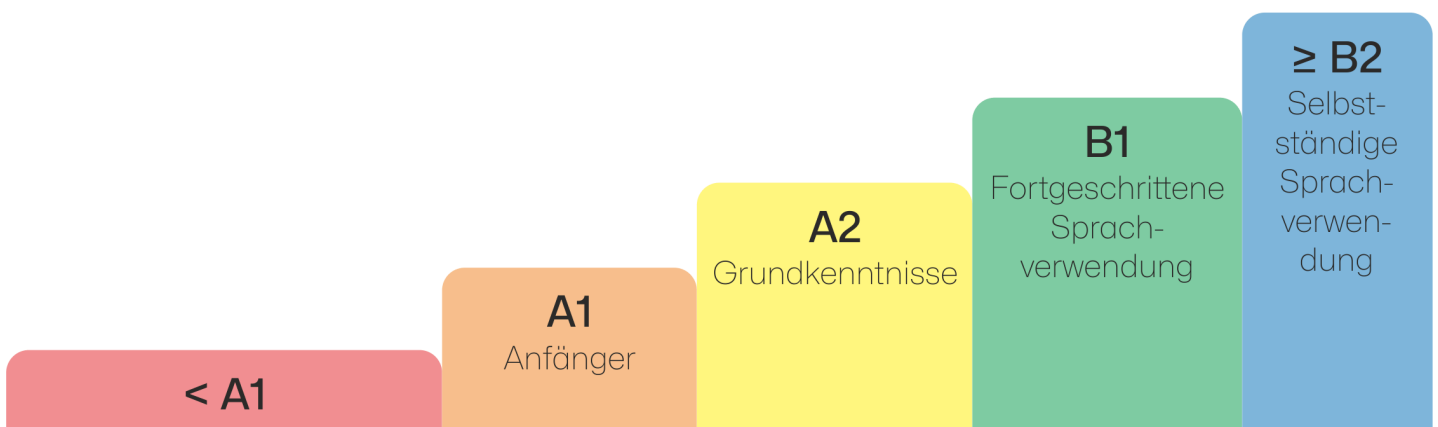 < A1
A1
Anfänger
A2
Grundkenntnisse
B1
Fortgeschrittene
Sprach-
verwendung
≥ B2
Selbst-
ständige
Sprach-
verwen-
dung